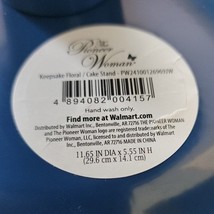 The
Pioneer
Woman
Keepsake Floral / Cake Stand - PW241001269692W
4 894082 004157
Hand wash only.
Find more at Walmart.com
Distributed by Walmart Inc., Bentonville, AR 72716 THE PIONEER WOMAN
and The Pioneer Woman logo are registered trademarks of The
Pioneer Woman, LLC, licensed to and distributed by Walmart Inc.,
Bentonville, AR 72716 MADE IN CHINA
11.65 IN DIA x 5.55 IN H
(29.6 cm x 14.1 cm)